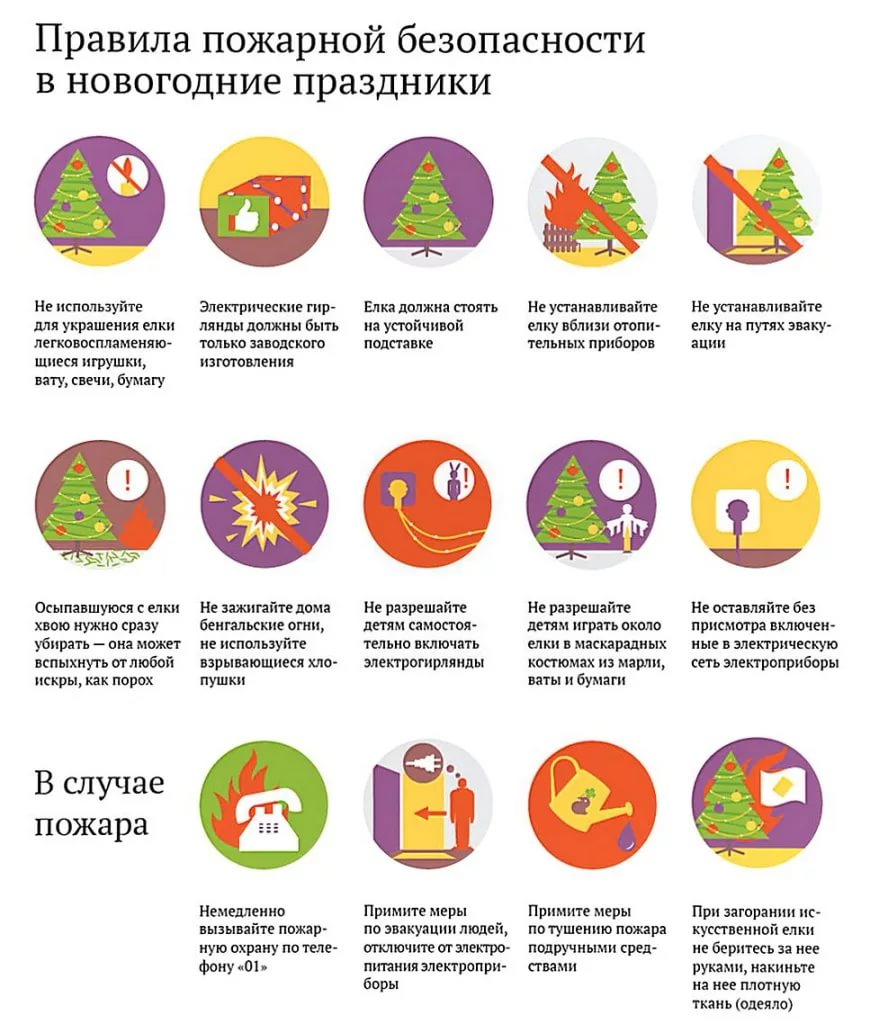 Правила пожарной безопасности
в новогодние праздники
Не используйте
для украшения елки
легковоспламеняю-
щиеся игрушки,
вату, свечи, бумагу
Электрические гир-
лянды должны быть
только заводского
изготовления
Елка должна стоять
на устойчивой
подставке
Не устанавливайте
елку вблизи отопи-
тельных приборов
Не устанавливайте
елку на путях эваку-
ации
!
!
!
!
Осыпавшуюся с елки
хвою нужно сразу
убирать — она может
вспыхнуть от любой
искры, как порох
Не зажигайте дома
бенгальские огни,
не используйте
взрывающиеся хло-
пушки
Не разрешайте
детям самостоя-
тельно включать
электрогирлянды
Не разрешайте
детям играть около
елки в маскарадных
костюмах из марли,
ваты и бумаги
Не оставляйте без
присмотра включен-
ные в электрическую
сеть электроприборы
В случае
пожара
Немедленно
вызывайте пожар-
ную охрану по теле-
фону «01»
Примите меры
по эвакуации людей,
отключите от электро-
питания электропри-
боры
Примите меры
по тушению пожара
подручными сред-
ствами
При загорании ис-
кусственной елки
не беритесь за нее
руками, накиньте
на нее плотную
ткань (одеяло)